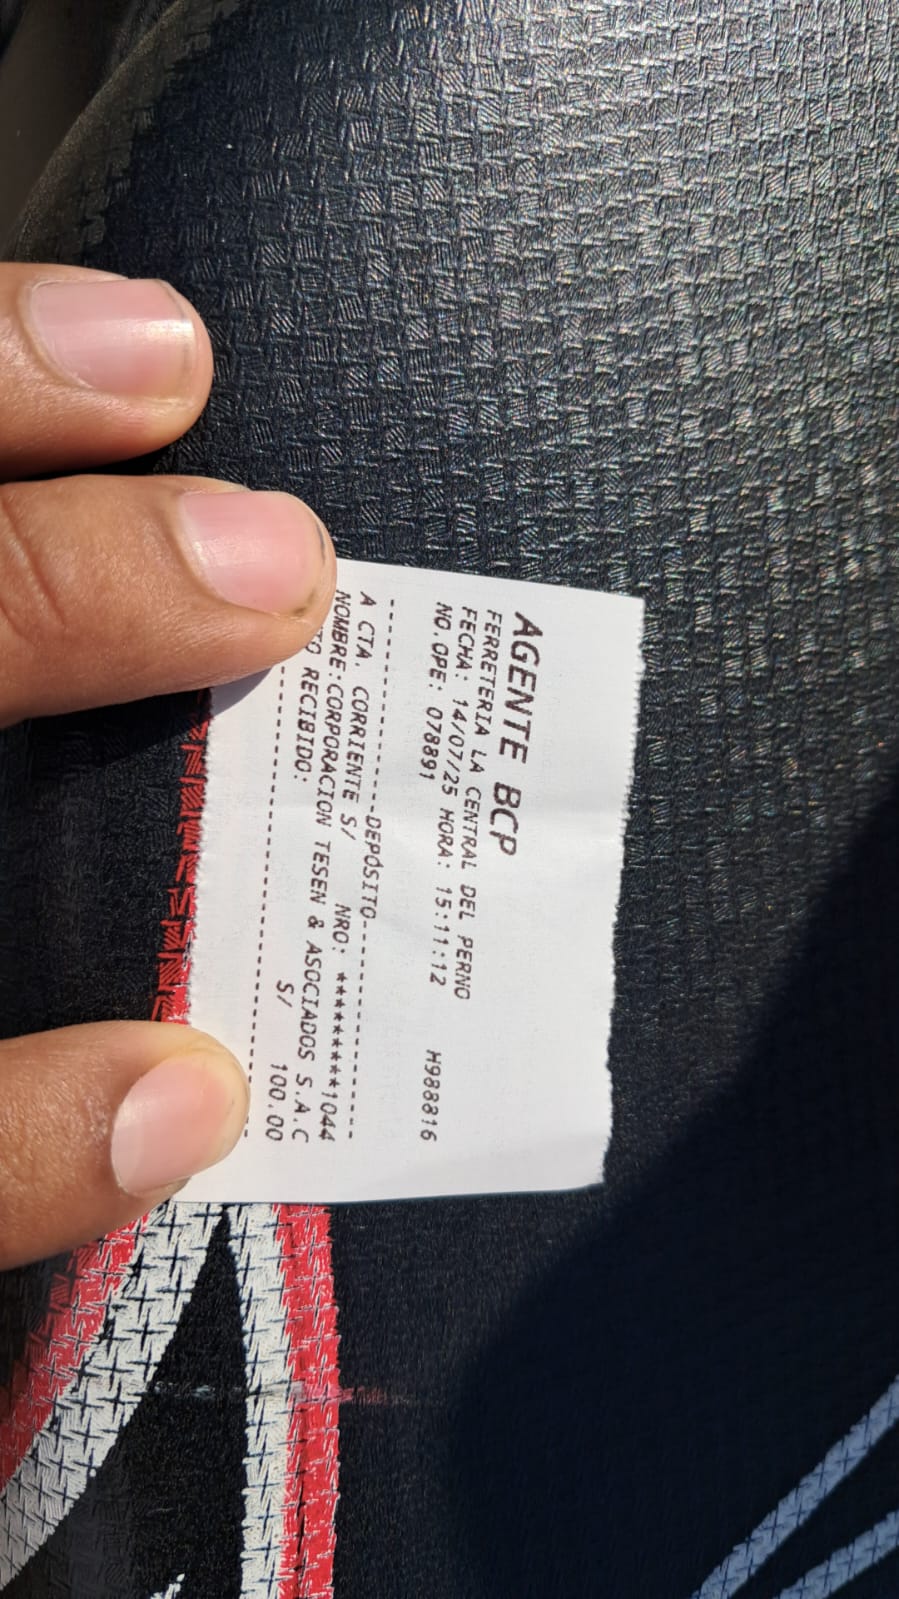 AGENTE BCP
FERRETERIA LA CENTRAL DEL PERNO
FECHA: 14/07/25 HORA: 15:11:12
NO.OPE: 078891 H988816
---------------DEPÓSITO---------------
A CTA. CORRIENTE S/ NRO: *********1044
NOMBRE:CORPORACION TESEN & ASOCIADOS S.A.C
RECIBIDO: S/ 100.00